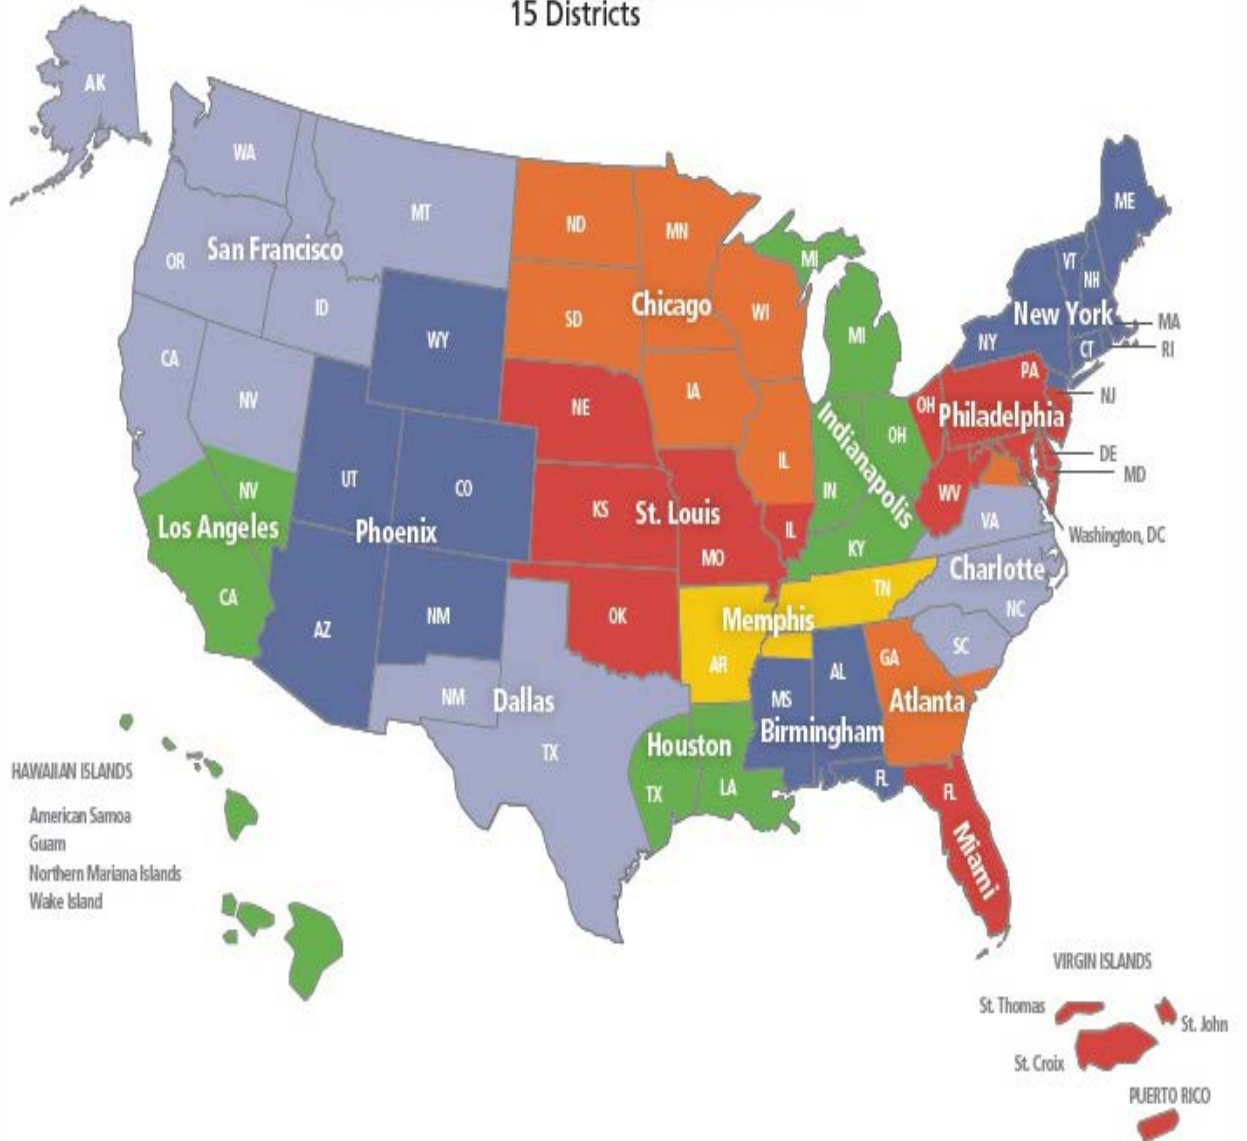 15 Districts
AK
WA
MT
ND
MN
ME
OR
San Francisco
ID
SD
Chicago
WI
MI
VT
NH
New York
MA
NY
CT
RI
WY
CA
NV
NE
IA
MI
PA
NJ
OH
Philadelphia
Indianapolis
OH
DE
MD
UT
CO
IL
NV
KS
St. Louis
IN
WV
Los Angeles
Phoenix
IL
VA
Washington, DC
MO
KY
Charlotte
CA
AZ
NM
OK
Memphis
TN
NC
AR
SC
GA
AL
NM
Dallas
MS
Atlanta
Birmingham
TX
Houston
TX
LA
FL
FL
Miami
HAWAIIAN ISLANDS
American Samoa
Guam
Northern Mariana Islands
Wake Island
VIRGIN ISLANDS
St. Thomas
St. John
St. Croix
PUERTO RICO